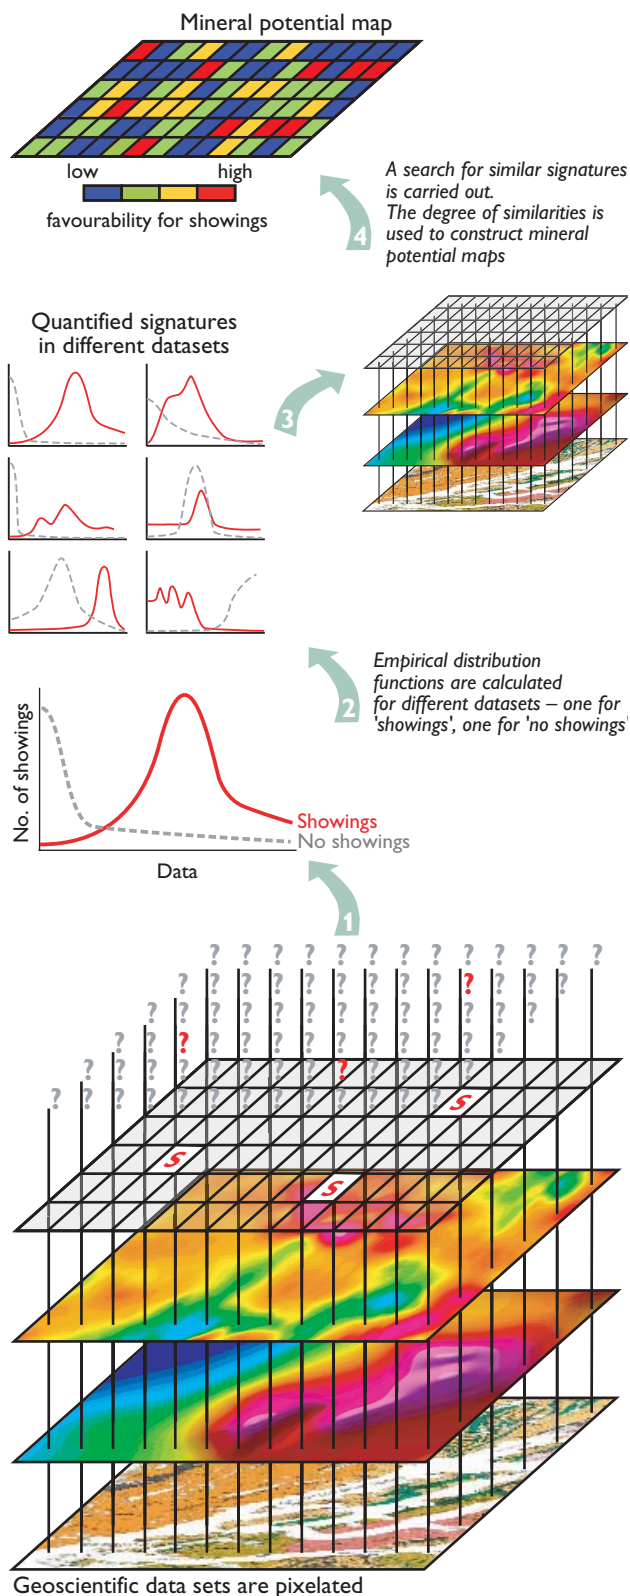 Mineral potential map
low high
favourability for showings
A search for similar signatures
is carried out.
The degree of similarities is
used to construct mineral
potential maps
4
Quantified signatures
in different datasets
3
Empirical distribution
functions are calculated
for different datasets – one for
'showings', one for 'no showings'
2
No. of showings
Showings
No showings
Data
1
? ? ? ? ? ? ? ? ? ? ? ? ?
? ? ? ? ? ? ? ? ? ? ? ? ?
? ? ? ? ? ? ? ? ? ? ? ? ?
? ? ? ? ? ? ? ? ? ? ? ? ?
? ? ? ? ? ? ? ? ? ? ? ? ?
? ? ? ? ? ? ? ? ? ? ? ? ?
S
S
S
Geoscientific data sets are pixelated